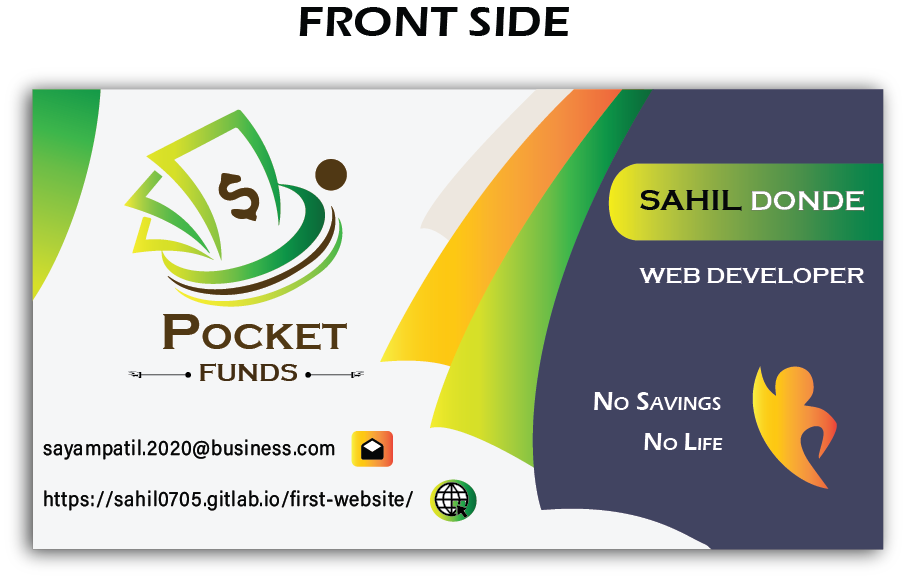 FRONT SIDE
$
POCKET
FUNDS
sayampatil.2020@business.com
https://sahil0705.gitlab.io/first-website/
SAHIL DONDE
WEB DEVELOPER
NO SAVINGS
NO LIFE